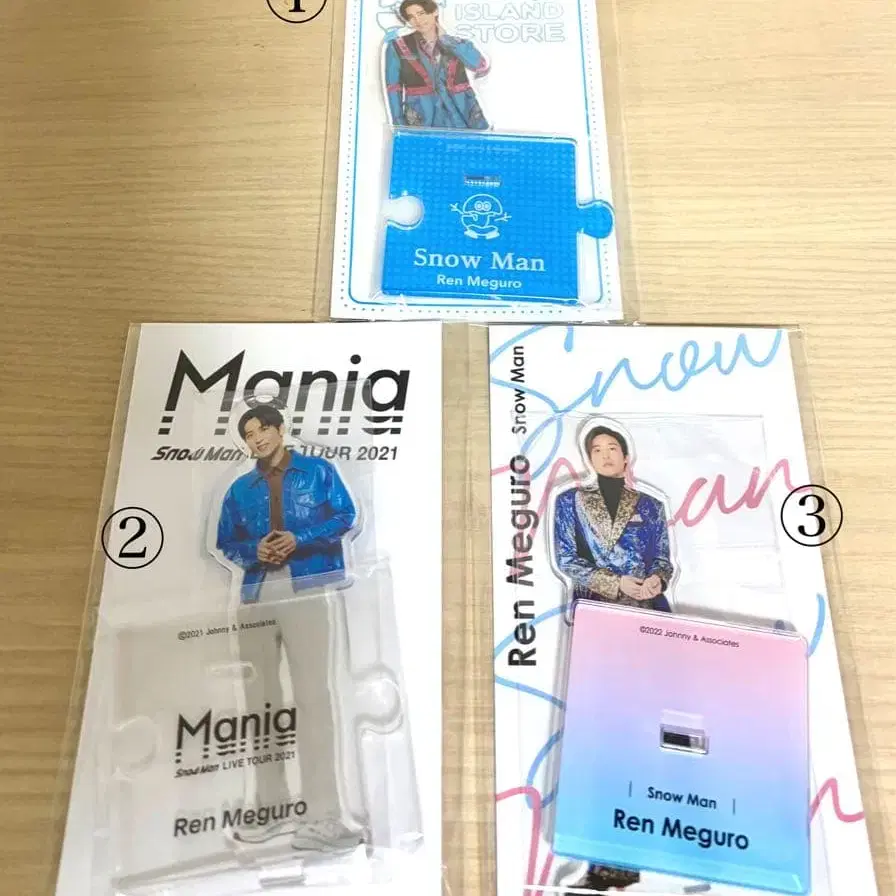 ①
ISLAND
STORE
Snow Man
Ren Meguro
②
Mania
Snow Man LIVE TOUR 2021
©2021 Johnny & Associates
Mania
Snow Man LIVE TOUR 2021
Ren Meguro
③
Snow Man
Ren Meguro
Snow
Man
©2022 Johnny & Associates
Snow Man
Ren Meguro